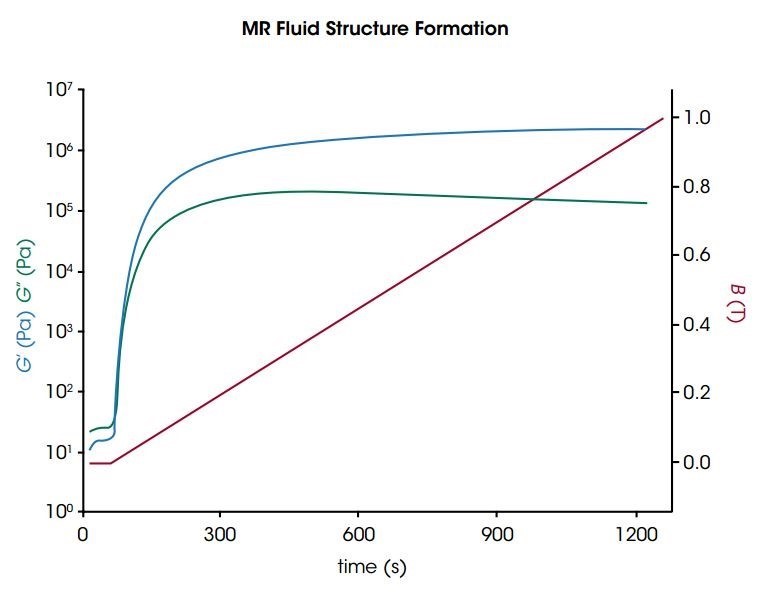 MR Fluid Structure Formation
10⁷
10⁶
10⁵
10⁴
10³
10²
10¹
10⁰
G' (Pa) G" (Pa)
1.0
0.8
0.6
0.4
0.2
0.0
B (T)
0 300 600 900 1200
time (s)